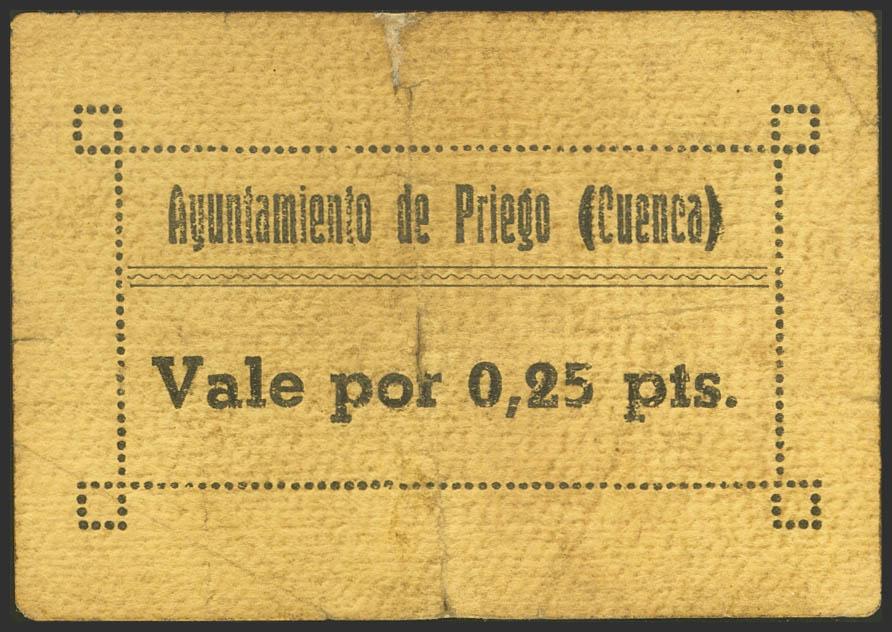 Ayuntamiento de Priego (Cuenca)
Vale por 0,25 pts.